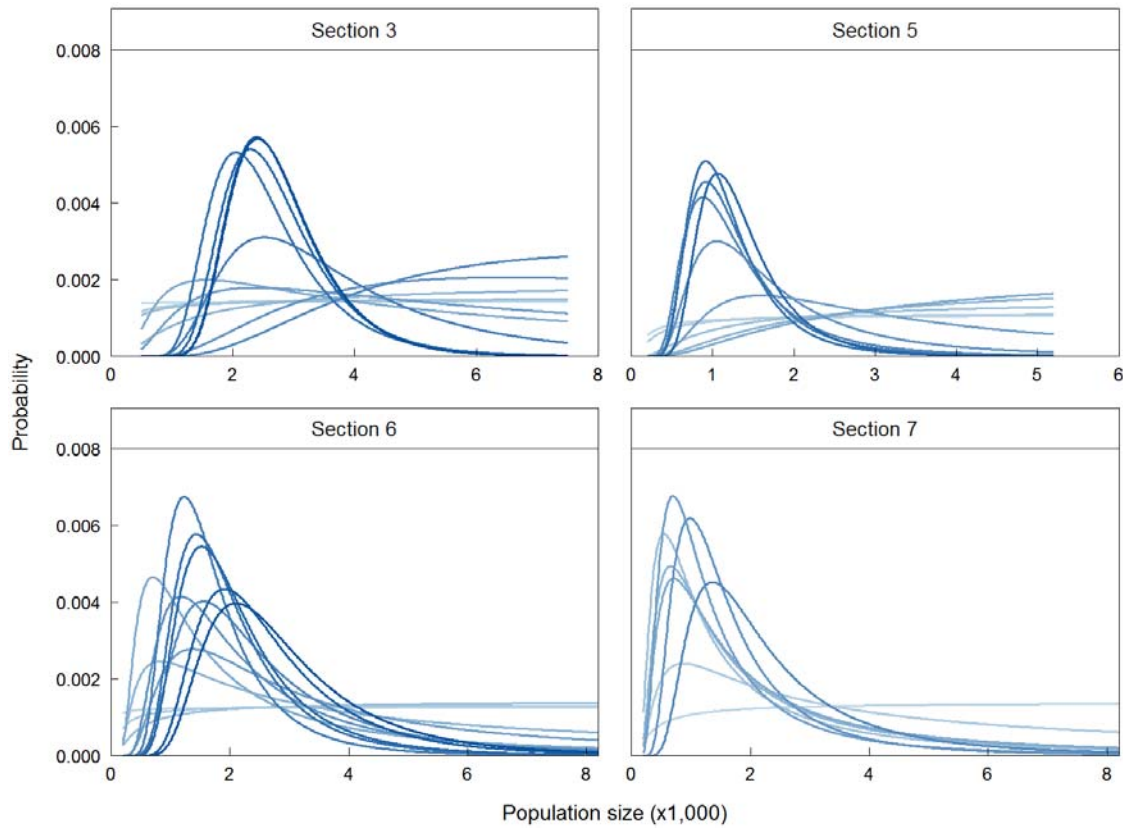 Section 3
Section 5
0.008
0.006
0.004
0.002
0.000
0 2 4 6 8
0 1 2 3 4 5 6
Probability
Section 6
Section 7
0.008
0.006
0.004
0.002
0.000
0 2 4 6 8
0 2 4 6 8
Population size (x1,000)